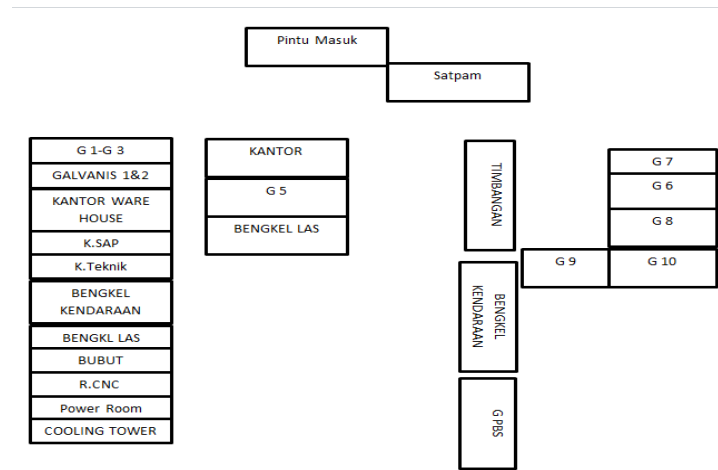 Pintu Masuk
Satpam
G 1-G 3
GALVANIS 1&2
KANTOR WARE
HOUSE
K.SAP
K.Teknik
BENGKEL
KENDARAAN
BENGKL LAS
BUBUT
R.CNC
Power Room
COOLING TOWER
KANTOR
G 5
BENGKEL LAS
TIMBANGAN
BENGKEL
KENDARAAN
G PBS
G 7
G 6
G 8
G 9
G 10